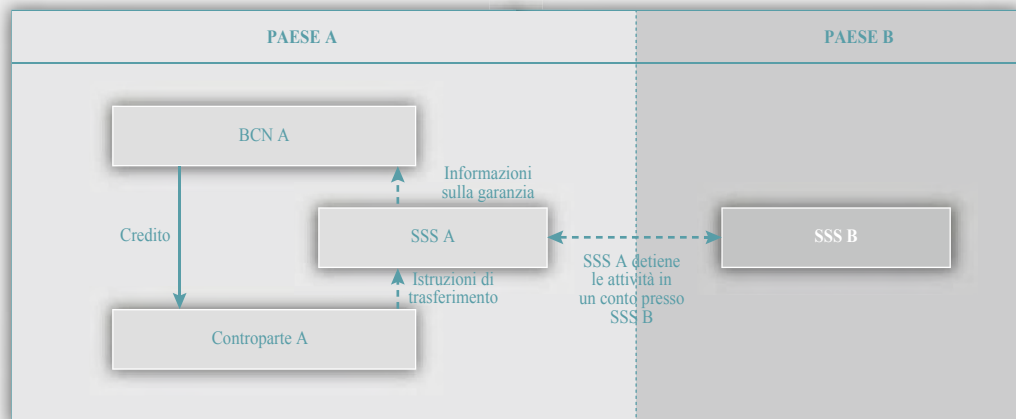 PAESE A
PAESE B
BCN A
Informazioni
sulla garanzia
Credito
SSS A
SSS B
SSS A detiene
le attività in
un conto presso
SSS B
Istruzioni di
trasferimento
Controparte A